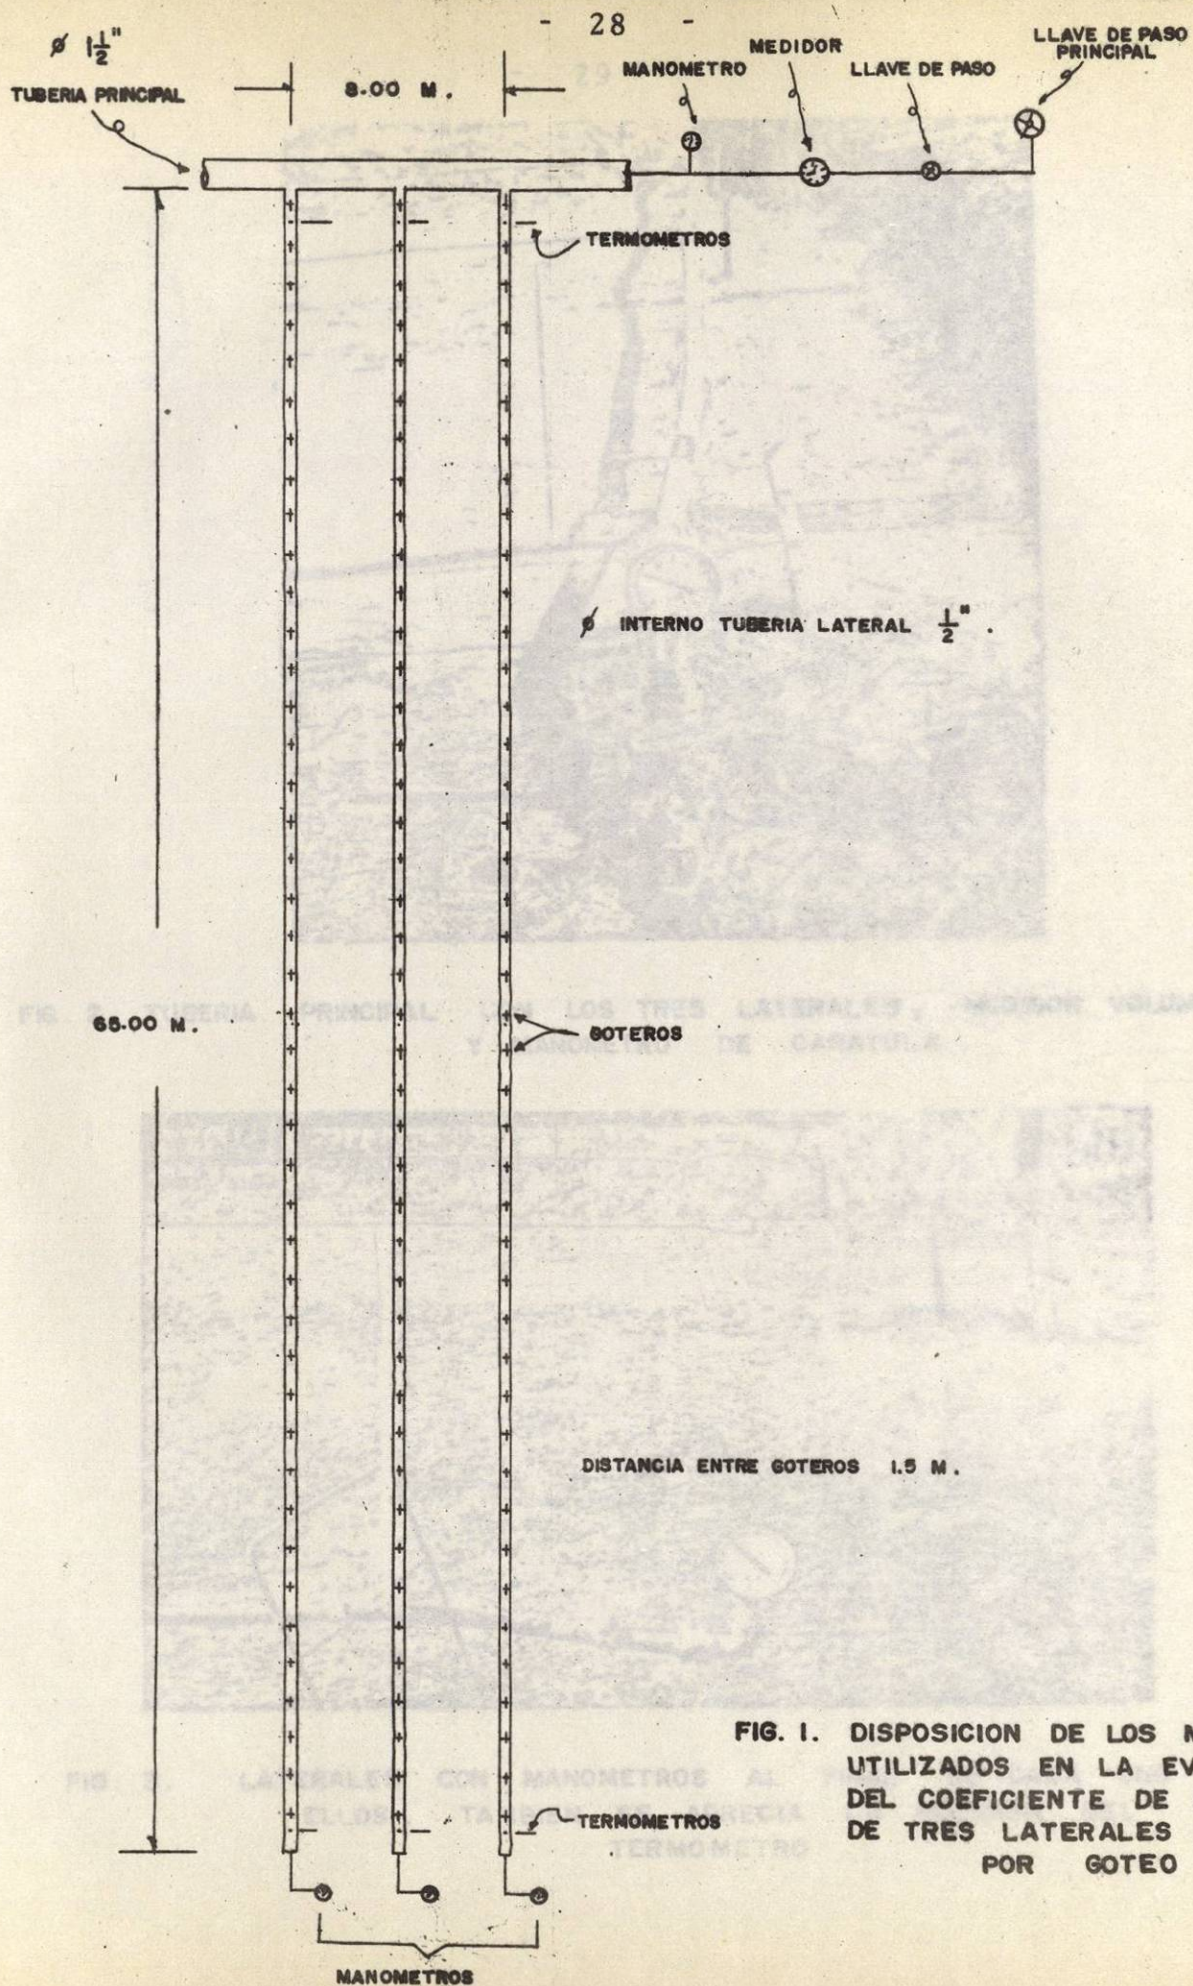 - 28 -
ø 1½"
TUBERIA PRINCIPAL
8.00 M.
MANOMETRO
MEDIDOR
LLAVE DE PASO
LLAVE DE PASO
PRINCIPAL
TERMOMETROS
ø INTERNO TUBERIA LATERAL ½".
65.00 M.
GOTEROS
DISTANCIA ENTRE GOTEROS 1.5 M.
FIG. 1. DISPOSICION DE LOS
UTILIZADOS EN LA
DEL COEFICIENTE DE
DE TRES LATERALES
POR GOTEO
TERMOMETROS
MANOMETROS